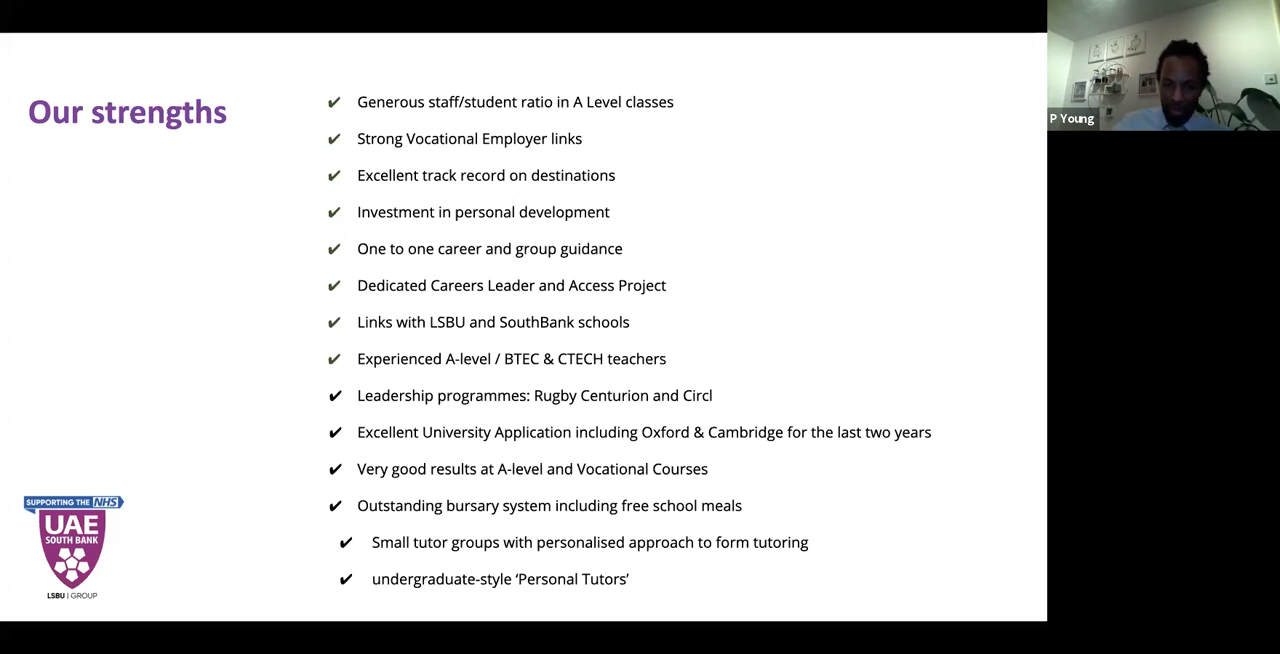 Our strengths
✔ Generous staff/student ratio in A Level classes
✔ Strong Vocational Employer links
✔ Excellent track record on destinations
✔ Investment in personal development
✔ One to one career and group guidance
✔ Dedicated Careers Leader and Access Project
✔ Links with LSBU and SouthBank schools
✔ Experienced A-level / BTEC & CTECH teachers
✔ Leadership programmes: Rugby Centurion and Circl
✔ Excellent University Application including Oxford & Cambridge for the last two years
✔ Very good results at A-level and Vocational Courses
✔ Outstanding bursary system including free school meals
✔ Small tutor groups with personalised approach to form tutoring
✔ undergraduate-style ‘Personal Tutors’
SUPPORTING THE NHS
UAE
SOUTH BANK
LSBU | GROUP
P Young